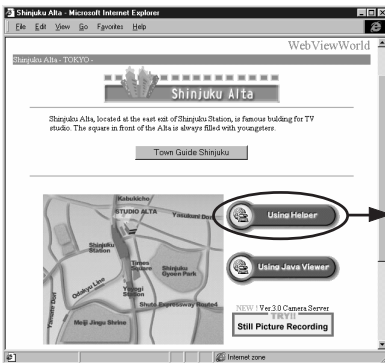 Shinjuku Alta - Microsoft Internet Explorer
File Edit View Go Favorites Help
WebViewWorld
Shinjuku Alta - TOKYO -
Shinjuku Alta
Shinjuku Alta, located at the east exit of Shinjuku Station, is famous bulding for TV
studio. The square in front of the Alta is always filled with youngsters.
Town Guide Shinjuku
Kabukicho
STUDIO ALTA
Yasukuni Dori
Shinjuku
Station
Times
Square
Shinjuku
Gyoen Park
Odakyu Line
Yoyogi
Station
Shuto Expressway Route4
Meiji Jingu Shrine
Using Helper
Using Java Viewer
NEW ! Ver.3.0 Camera Server
TRY!!
Still Picture Recording
Internet zone